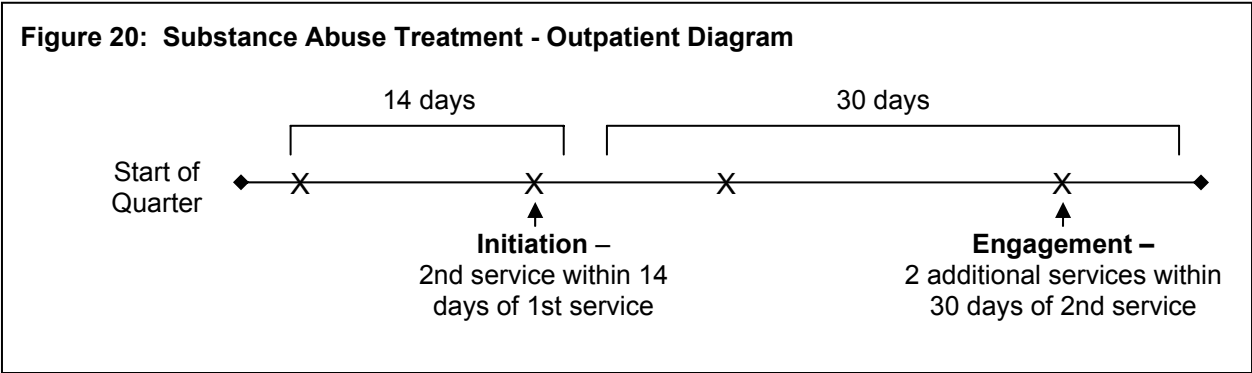 Figure 20:  Substance Abuse Treatment - Outpatient Diagram
14 days
30 days
Start of
Quarter
X
X
X
X
Initiation –
2nd service within 14
days of 1st service
Engagement –
2 additional services within
30 days of 2nd service